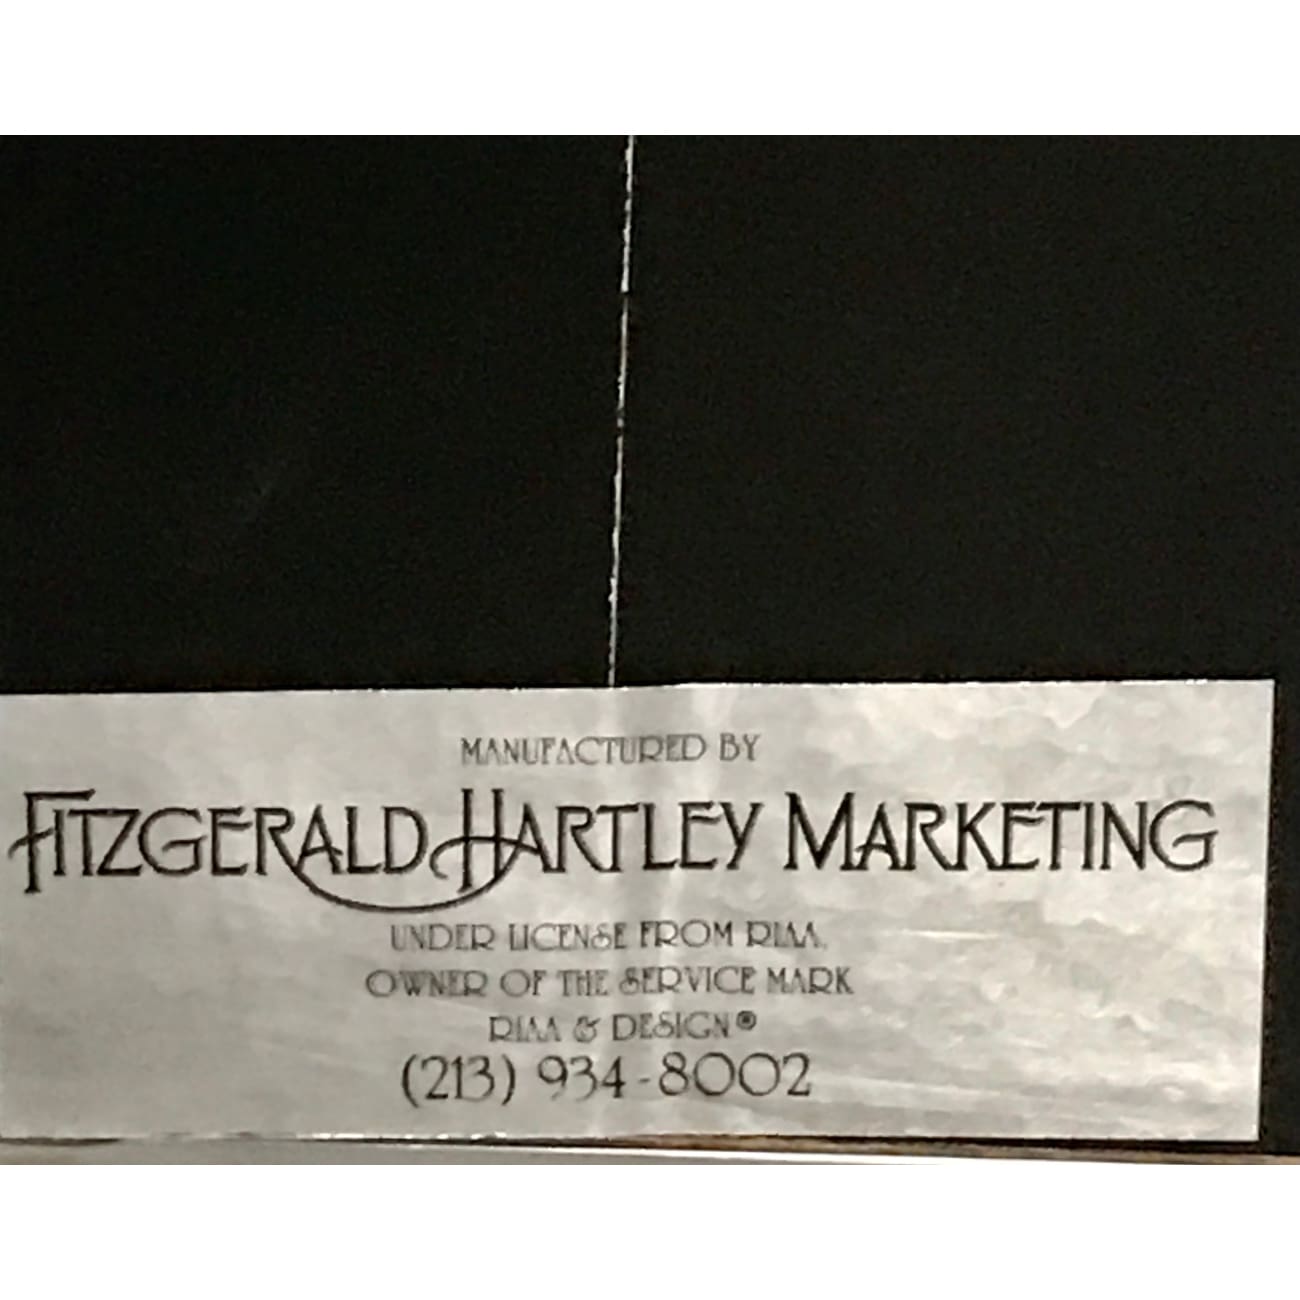 MANUFACTURED BY
FITZGERALD HARTLEY MARKETING
UNDER LICENSE FROM RIAA,
OWNER OF THE SERVICE MARK
RIAA & DESIGN®
(213) 934-8002